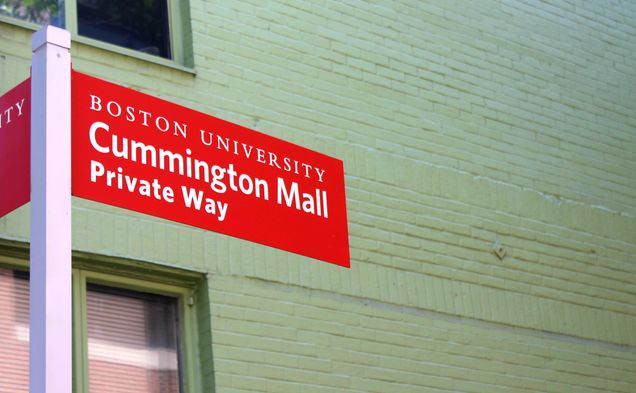 BOSTON UNIVERSITY
Cummington Mall
Private Way